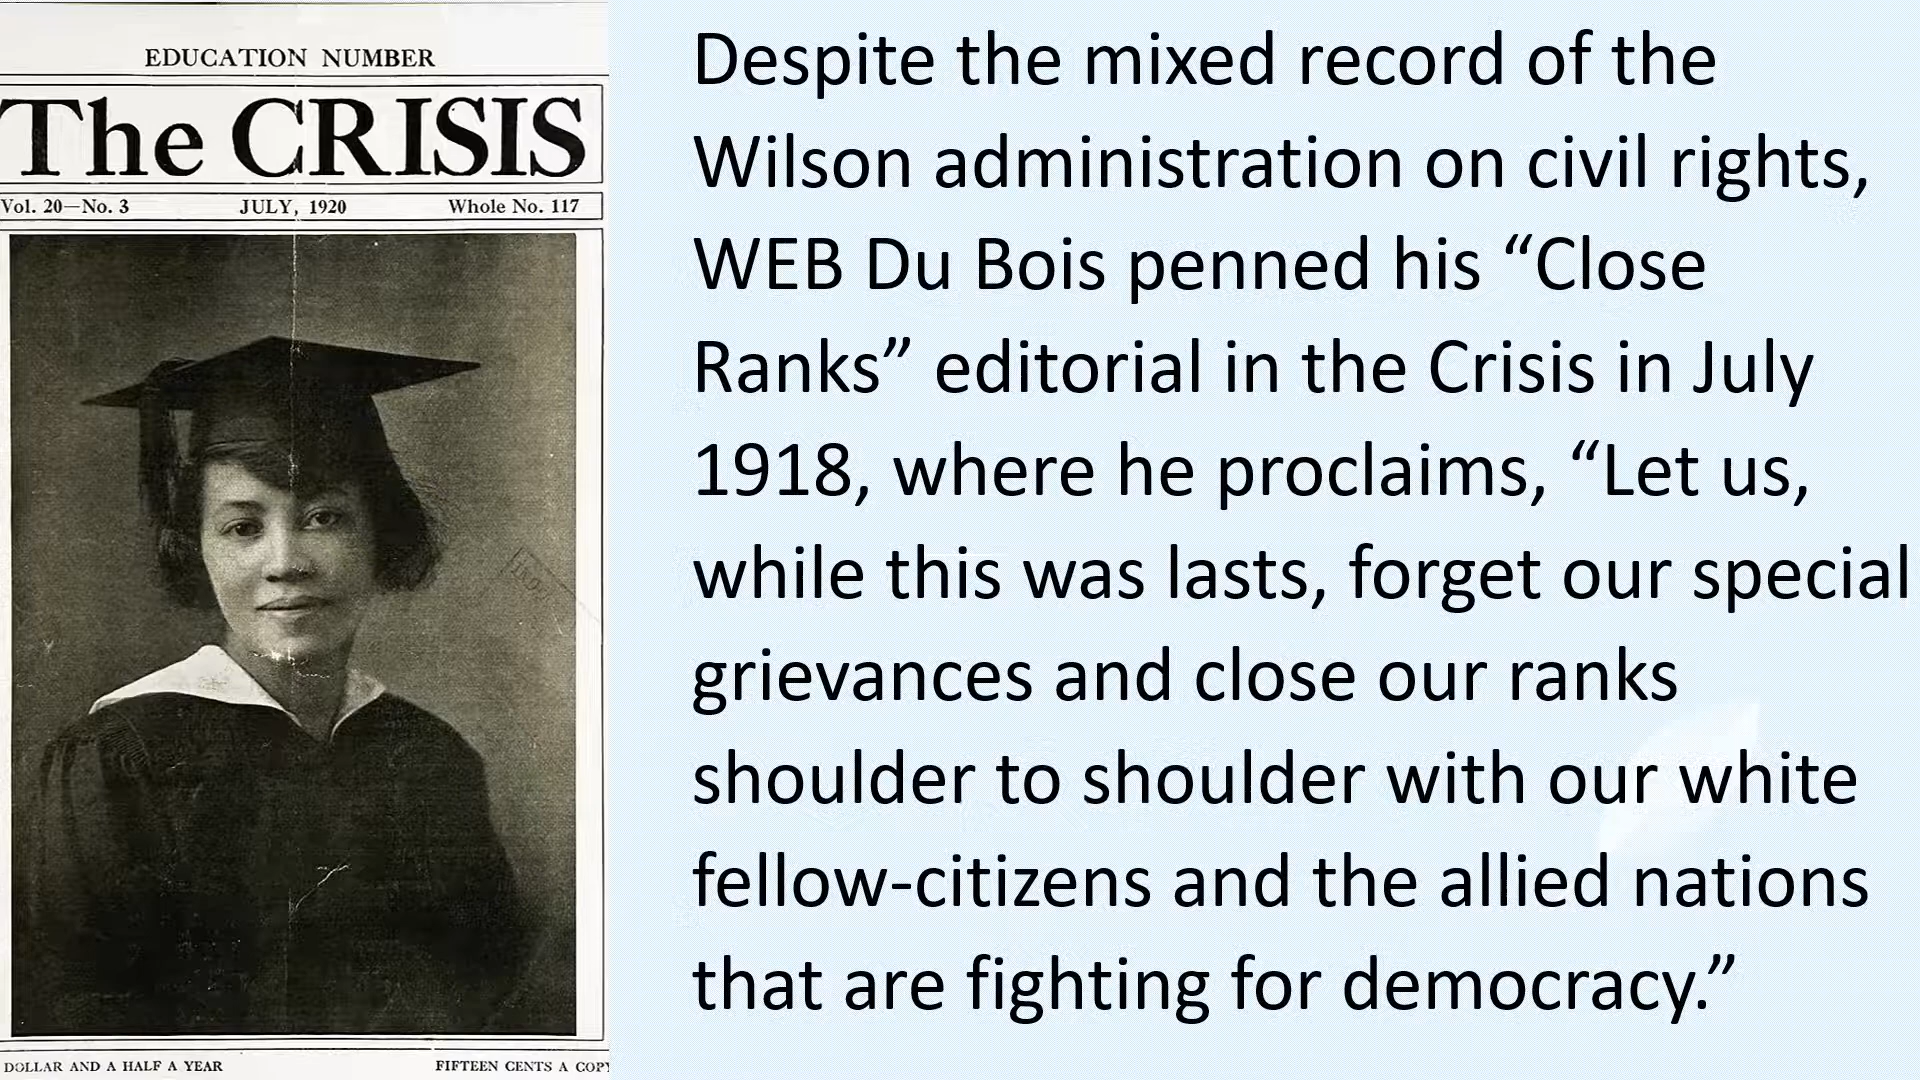 EDUCATION NUMBER
The CRISIS
Vol. 20—No. 3 JULY, 1920 Whole No. 117
DOLLAR AND A HALF A YEAR FIFTEEN CENTS A COPY
Despite the mixed record of the
Wilson administration on civil rights,
WEB Du Bois penned his “Close
Ranks” editorial in the Crisis in July
1918, where he proclaims, “Let us,
while this was lasts, forget our special
grievances and close our ranks
shoulder to shoulder with our white
fellow-citizens and the allied nations
that are fighting for democracy.”